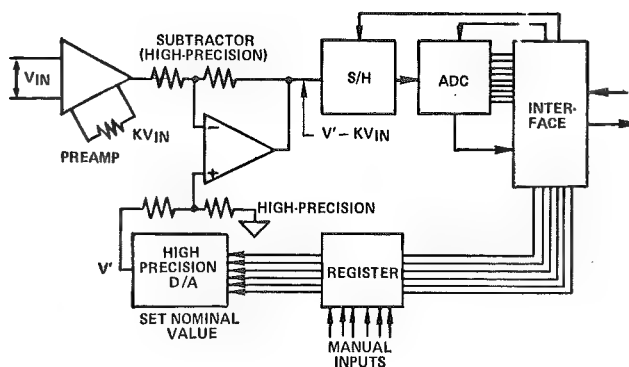 SUBTRACTOR
(HIGH-PRECISION)
VIN
KVIN
PREAMP
S/H
ADC
INTER-
FACE
V' – KVIN
–
+
HIGH-PRECISION
V'
HIGH
PRECISION
D/A
REGISTER
SET NOMINAL
VALUE
MANUAL
INPUTS